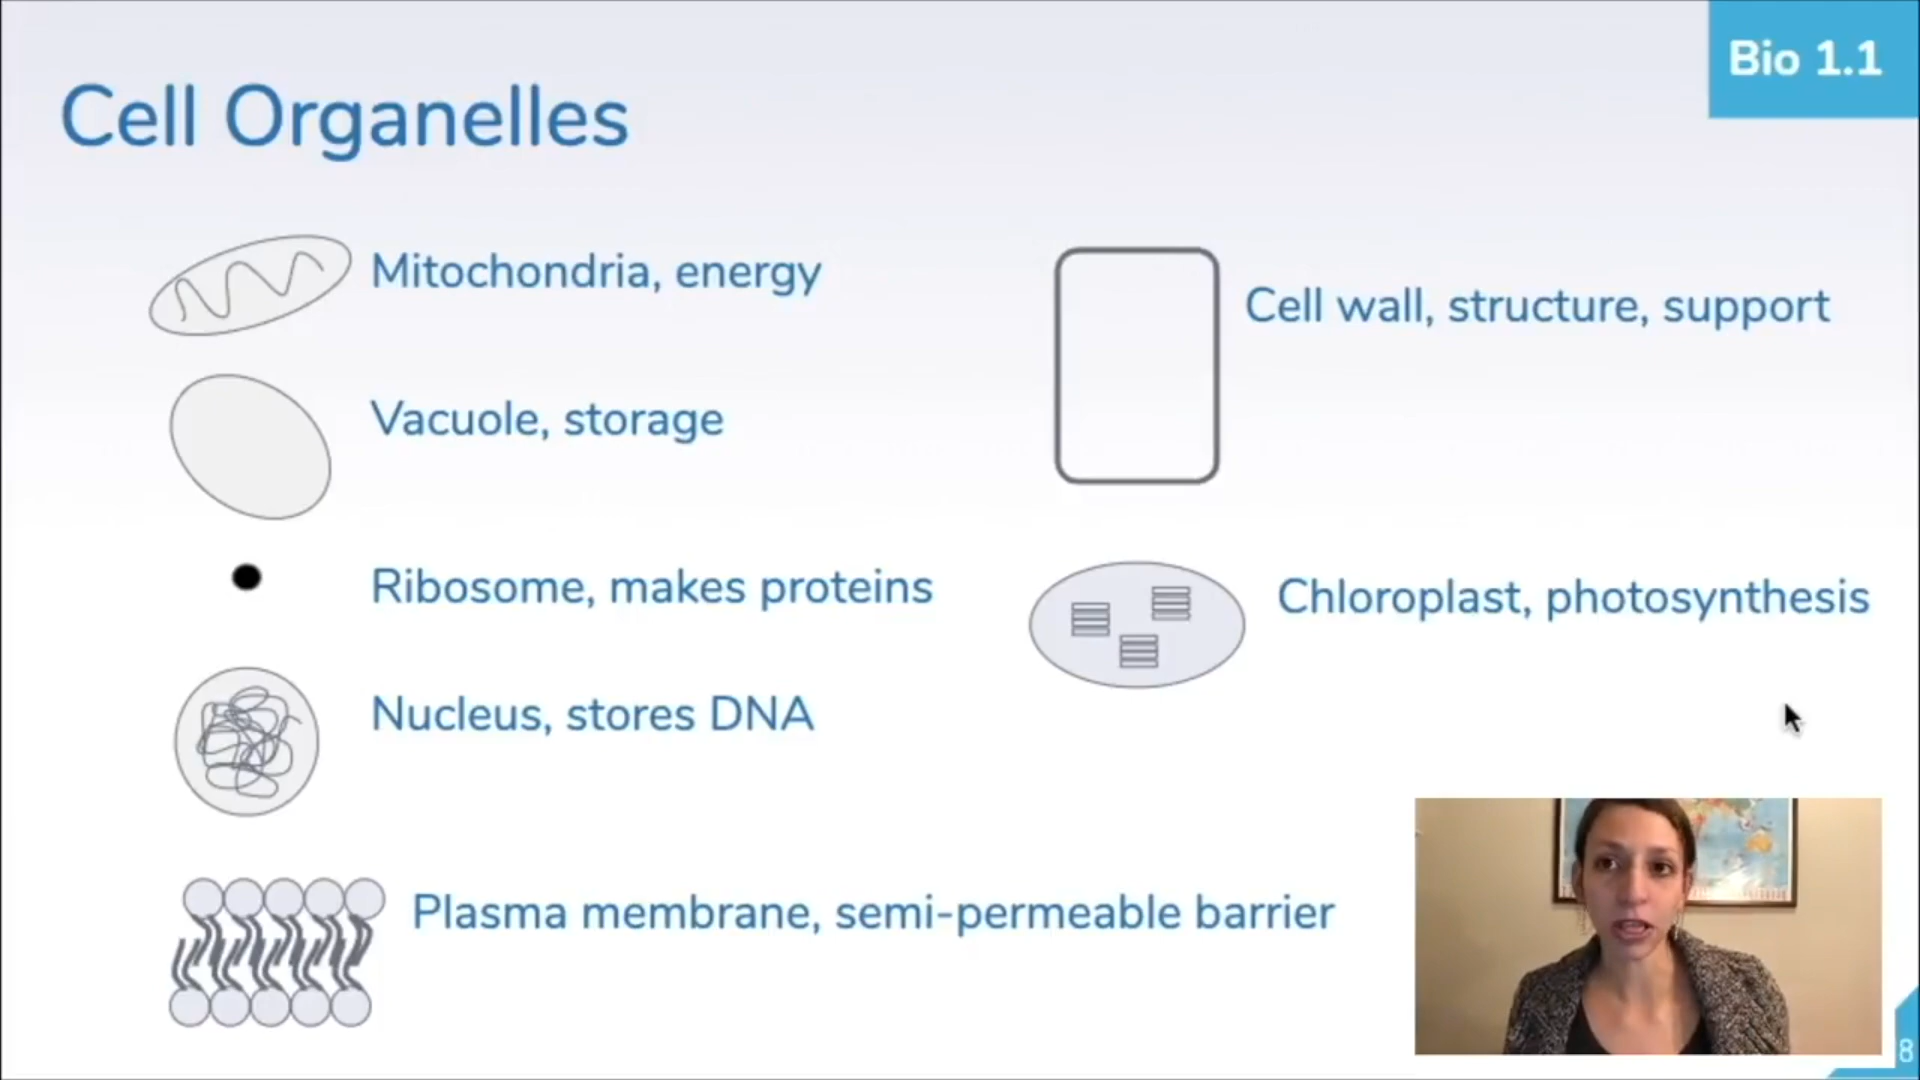 Bio 1.1
Cell Organelles
Mitochondria, energy
Vacuole, storage
Ribosome, makes proteins
Nucleus, stores DNA
Plasma membrane, semi-permeable barrier
Cell wall, structure, support
Chloroplast, photosynthesis
8